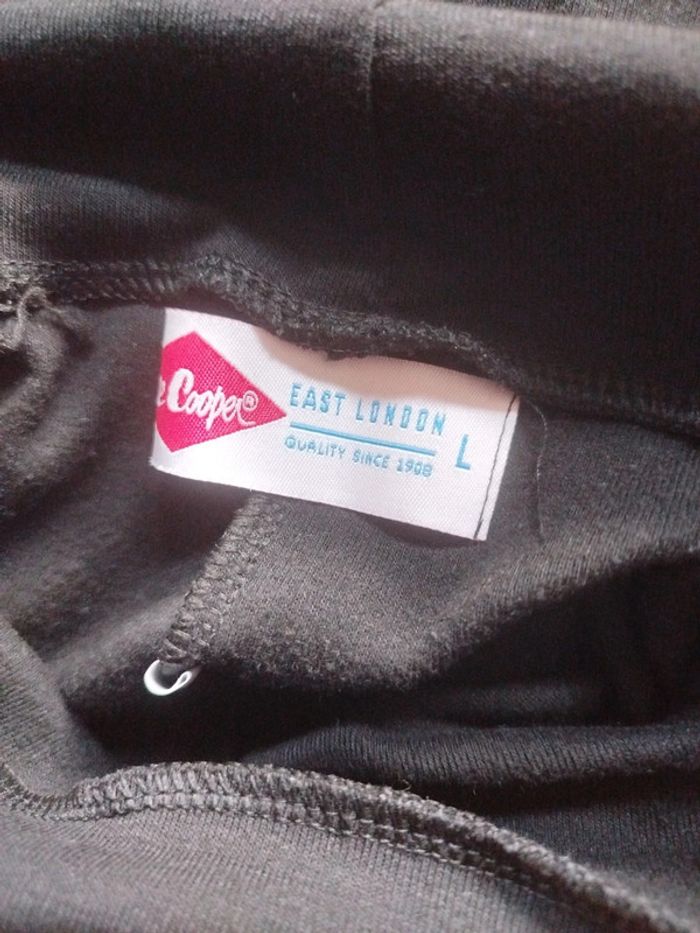 Cooper®
EAST LONDON
QUALITY SINCE 1908
L